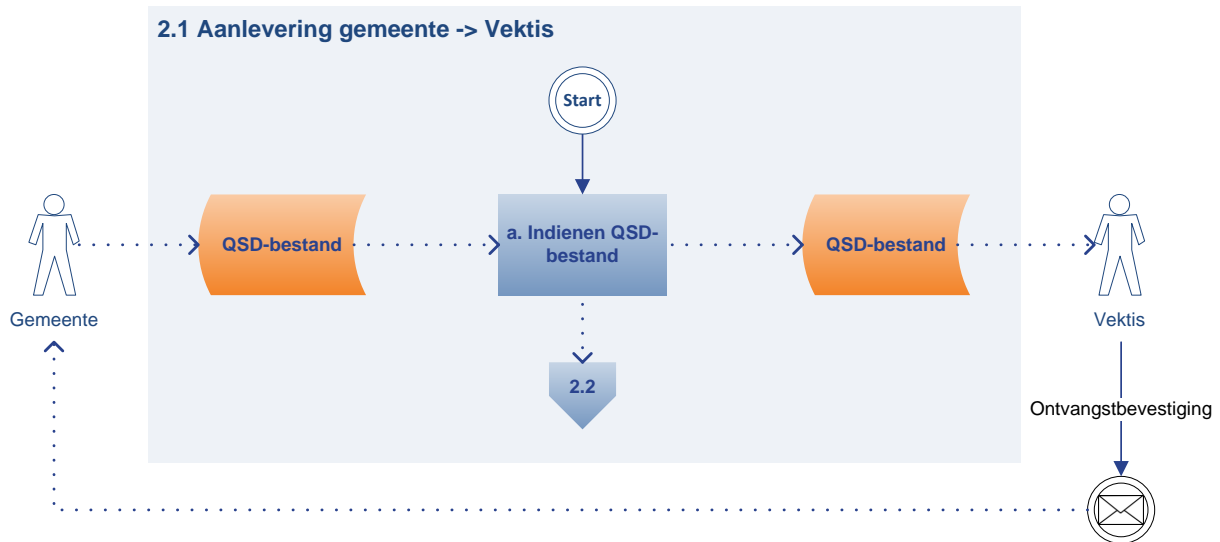 2.1 Aanlevering gemeente -> Vektis
Start
QSD-bestand
a. Indienen QSD-
bestand
QSD-bestand
Gemeente
Vektis
2.2
Ontvangstbevestiging